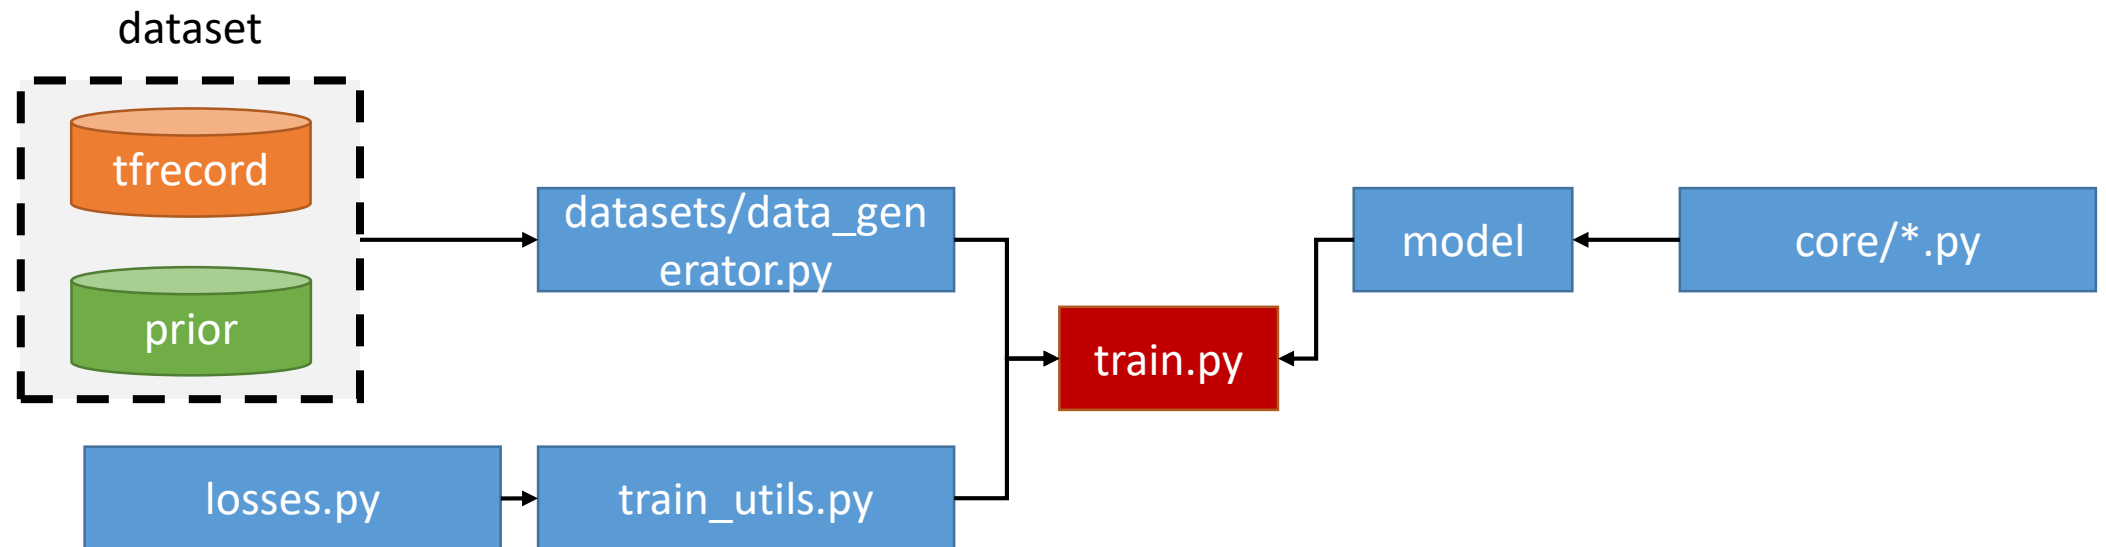 dataset
tfrecord
prior
datasets/data_gen
erator.py
model
core/*.py
train.py
losses.py
train_utils.py